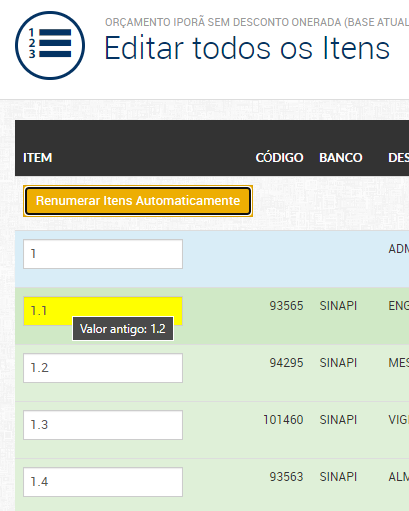 1
2
3
ORÇAMENTO IPORÃ SEM DESCONTO ONERADA (BASE ATUAL
Editar todos os Itens
ITEM CÓDIGO BANCO DES
Renumerar Itens Automaticamente
1 ADM
1.1 93565 SINAPI ENG
Valor antigo: 1.2
1.2 94295 SINAPI MES
1.3 101460 SINAPI VIGI
1.4 93563 SINAPI ALM